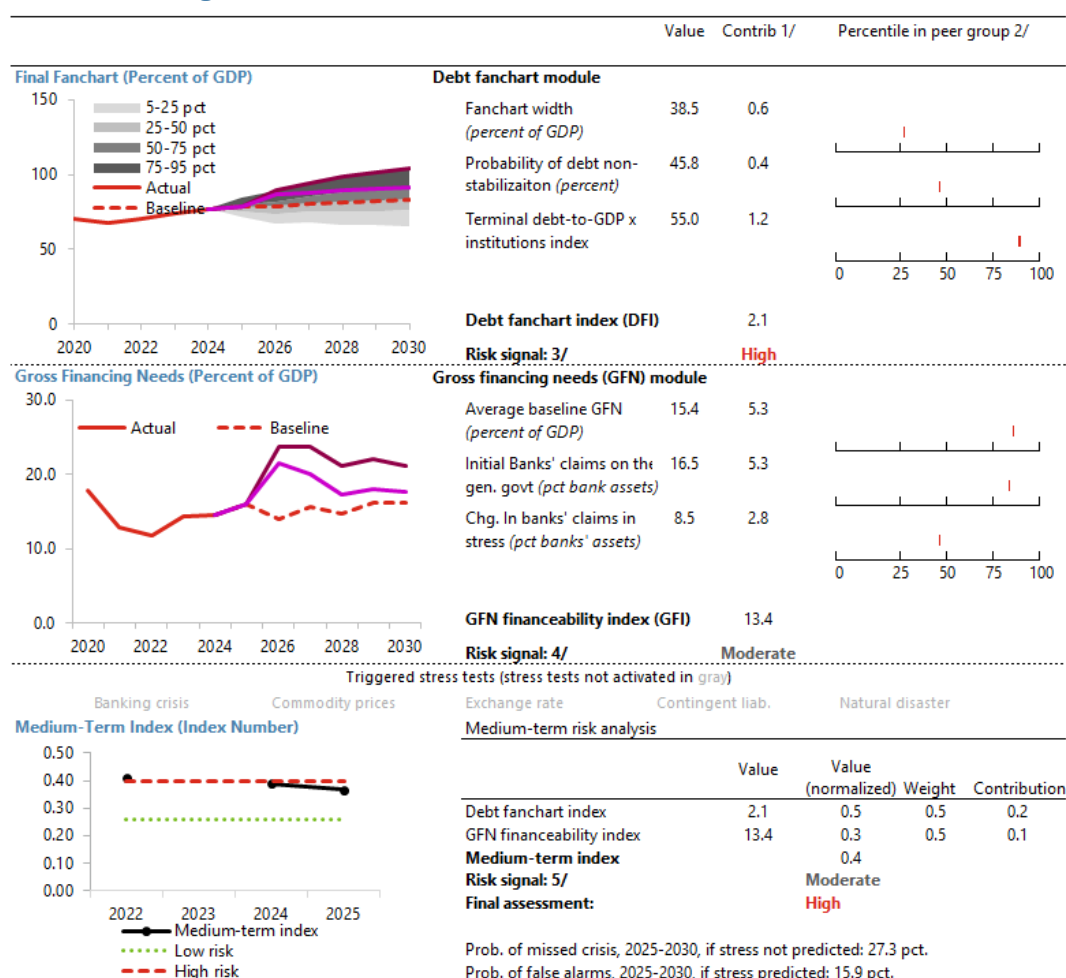 Value Contrib 1/ Percentile in peer group 2/
Final Fanchart (Percent of GDP)
150
100
50
0
5-25 pct
25-50 pct
50-75 pct
75-95 pct
Actual
Baseline
2020 2022 2024 2026 2028 2030
Debt fanchart module
Fanchart width 38.5 0.6
(percent of GDP)
Probability of debt non- 45.8 0.4
stabilizaiton (percent)
Terminal debt-to-GDP x 55.0 1.2
institutions index
0 25 50 75 100
Debt fanchart index (DFI) 2.1
Risk signal: 3/ High
Gross Financing Needs (Percent of GDP)
30.0
20.0
10.0
0.0
Actual Baseline
2020 2022 2024 2026 2028 2030
Gross financing needs (GFN) module
Average baseline GFN 15.4 5.3
(percent of GDP)
Initial Banks' claims on the 16.5 5.3
gen. govt (pct bank assets)
Chg. In banks' claims in 8.5 2.8
stress (pct banks' assets)
0 25 50 75 100
GFN financeability index (GFI) 13.4
Risk signal: 4/ Moderate
Triggered stress tests (stress tests not activated in gray)
Banking crisis Commodity prices Exchange rate Contingent liab. Natural disaster
Medium-Term Index (Index Number)
0.50
0.40
0.30
0.20
0.10
0.00
2022 2023 2024 2025
Medium-term index
Low risk
High risk
Medium-term risk analysis
Value Value
(normalized) Weight Contribution
Debt fanchart index 2.1 0.5 0.5 0.2
GFN financeability index 13.4 0.3 0.5 0.1
Medium-term index 0.4
Risk signal: 5/ Moderate
Final assessment: High
Prob. of missed crisis, 2025-2030, if stress not predicted: 27.3 pct.
Prob. of false alarms, 2025-2030, if stress predicted: 15.9 pct.